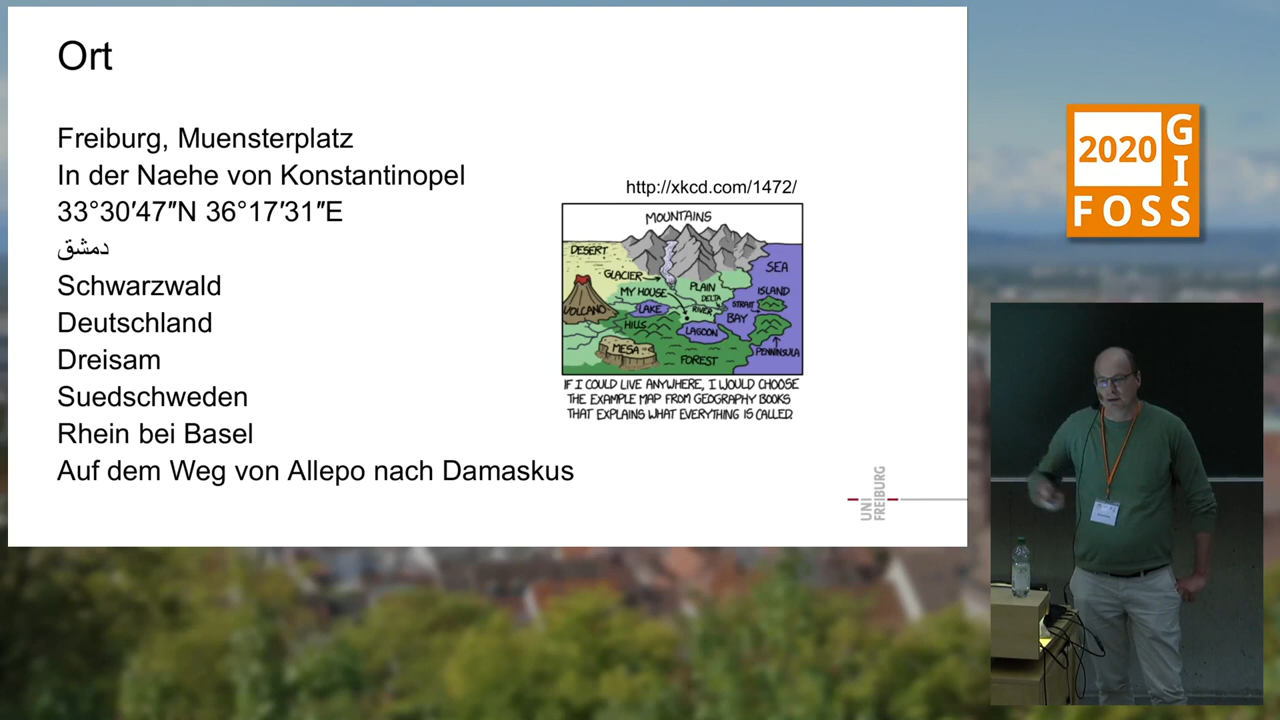 Ort
Freiburg, Muensterplatz
In der Naehe von Konstantinopel
33°30′47″N 36°17′31″E
دمشق
Schwarzwald
Deutschland
Dreisam
Suedschweden
Rhein bei Basel
Auf dem Weg von Allepo nach Damaskus
http://xkcd.com/1472/
MOUNTAINS
DESERT
SEA
GLACIER
MY HOUSE
PLAIN
DELTA
ISLAND
VOLCANO
LAKE
RIVER
STRAIT
BAY
HILLS
LAGOON
MESA
FOREST
PENNINSULA
IF I COULD LIVE ANYWHERE, I WOULD CHOOSE
THE EXAMPLE MAP FROM GEOGRAPHY BOOKS
THAT EXPLAINS WHAT EVERYTHING IS CALLED.
UNI
FREIBURG
2020
GIS
FOSS